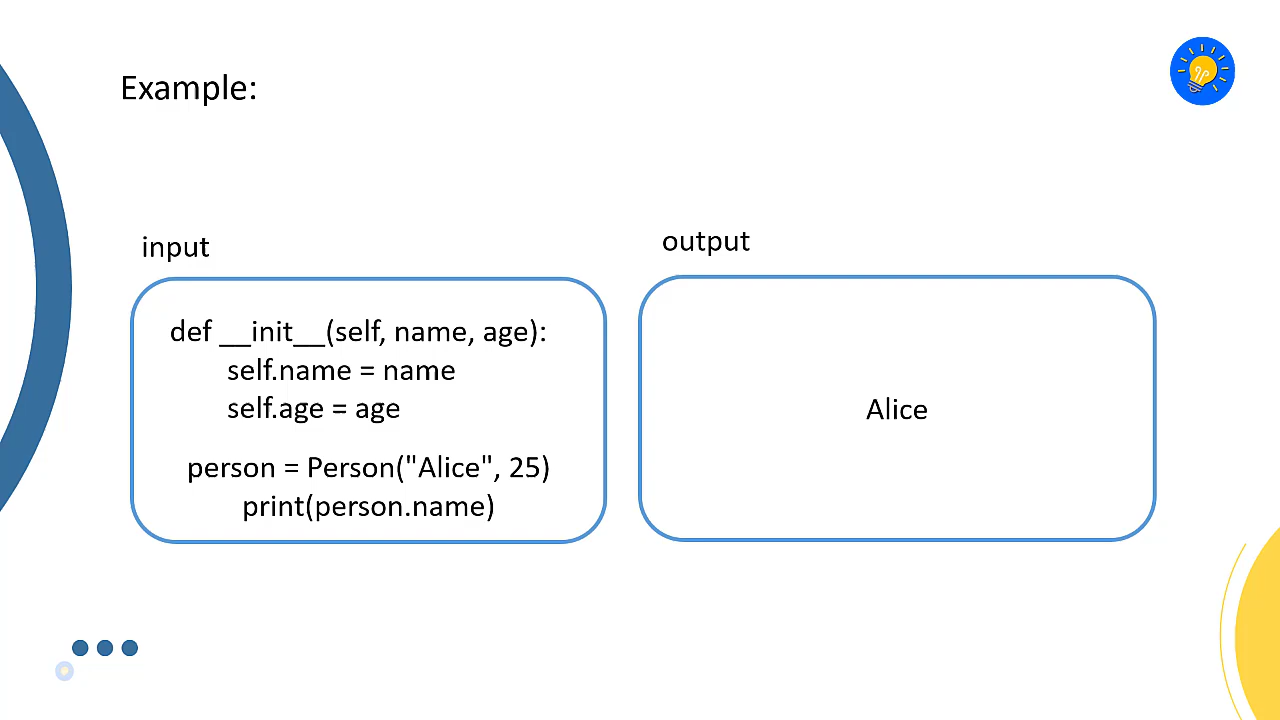 Example:
input
def __init__(self, name, age):
self.name = name
self.age = age
person = Person("Alice", 25)
print(person.name)
output
Alice